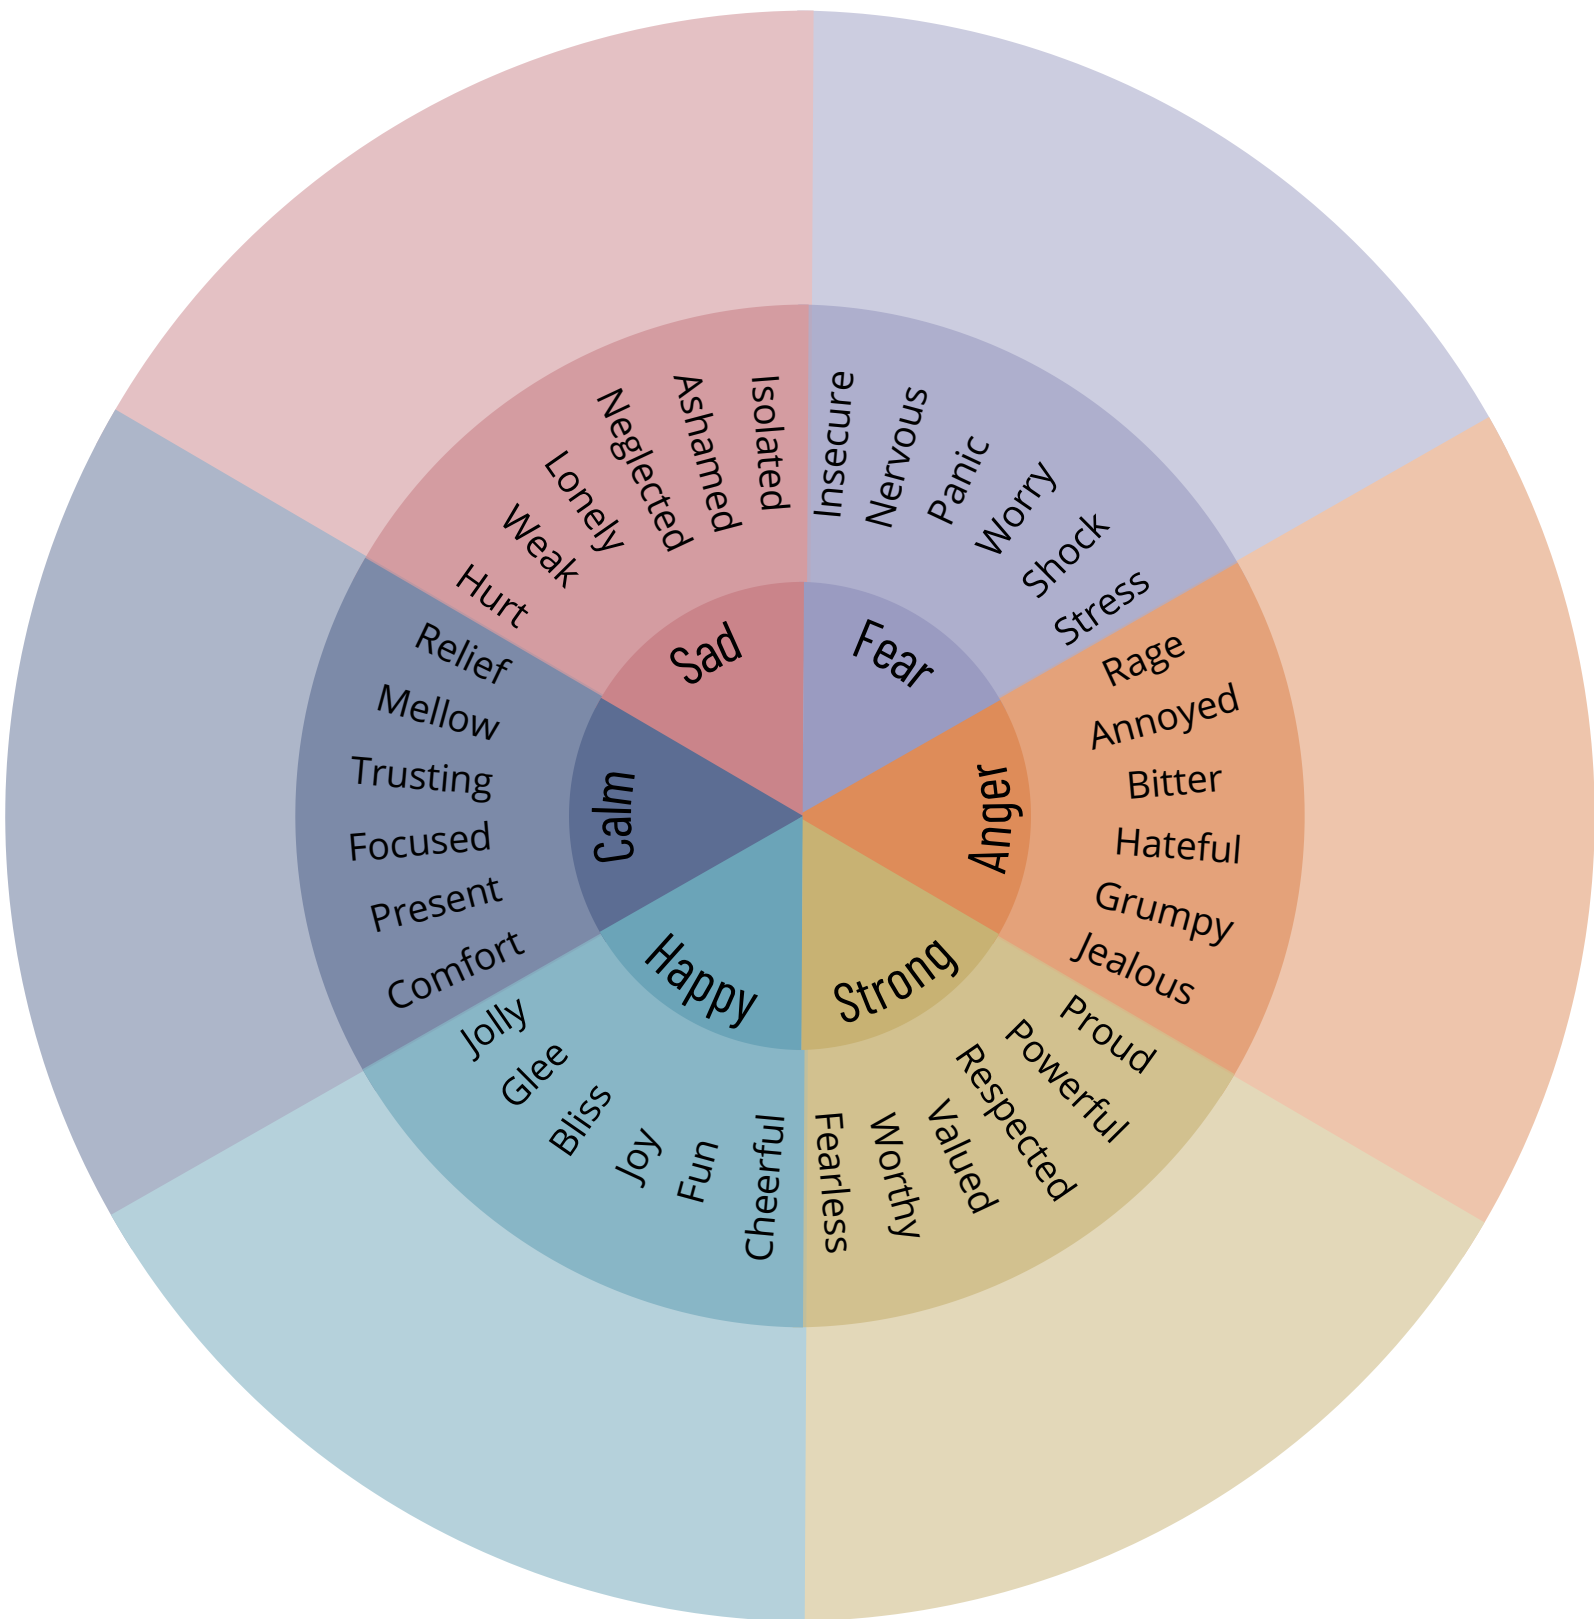 Sad
Fear
Anger
Strong
Happy
Calm
Hurt
Weak
Lonely
Neglected
Ashamed
Isolated
Insecure
Nervous
Panic
Worry
Shock
Stress
Rage
Annoyed
Bitter
Hateful
Grumpy
Jealous
Proud
Powerful
Respected
Valued
Worthy
Fearless
Cheerful
Fun
Joy
Bliss
Glee
Jolly
Comfort
Present
Focused
Trusting
Mellow
Relief